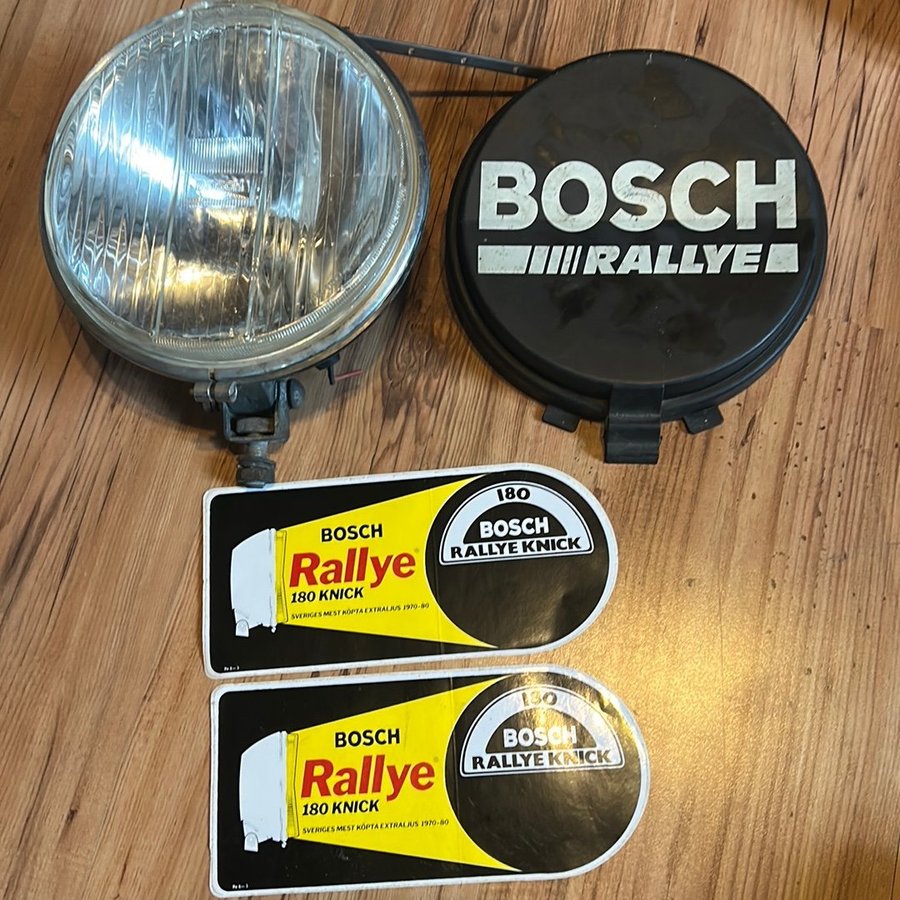 BOSCH
RALLYE
BOSCH
Rallye®
180 KNICK
SVERIGES MEST KÖPTA EXTRALJUS 1970-80
180
BOSCH
RALLYE KNICK
BOSCH
Rallye®
180 KNICK
SVERIGES MEST KÖPTA EXTRALJUS 1970-80
180
BOSCH
RALLYE KNICK